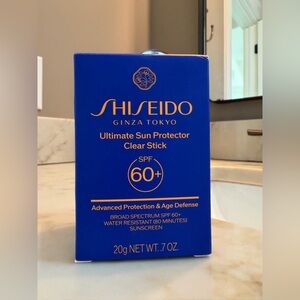 SHISEIDO
GINZA TOKYO
Ultimate Sun Protector
Clear Stick
SPF
60+
Advanced Protection & Age Defense
BROAD SPECTRUM SPF 60+
WATER RESISTANT (80 MINUTES)
SUNSCREEN
20g NET WT. .7 OZ.